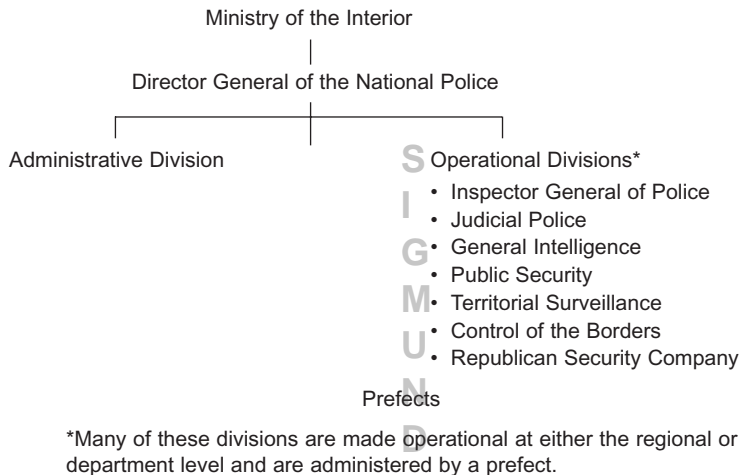 Ministry of the Interior
Director General of the National Police
Administrative Division
Operational Divisions*
• Inspector General of Police
• Judicial Police
• General Intelligence
• Public Security
• Territorial Surveillance
• Control of the Borders
• Republican Security Company
Prefects
*Many of these divisions are made operational at either the regional or
department level and are administered by a prefect.
SIGMUND